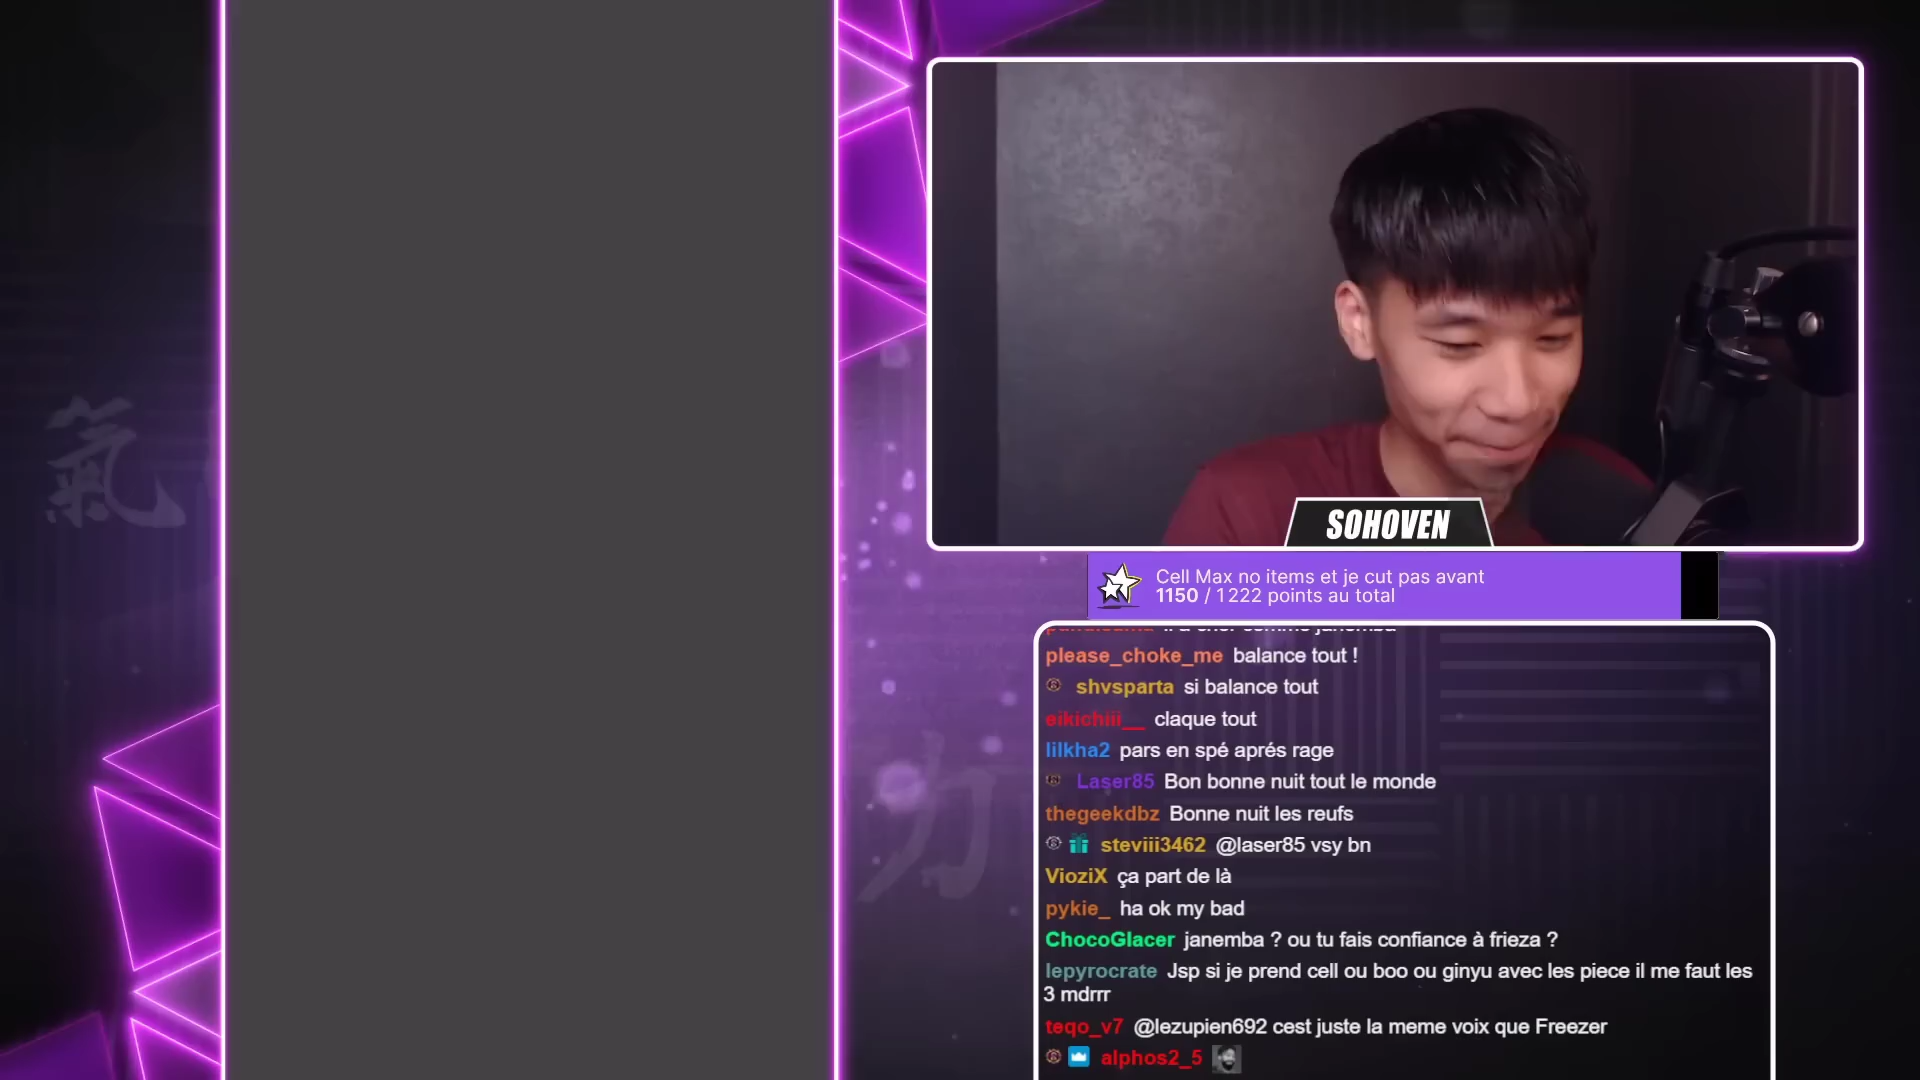 氣
力
SOHOVEN
Cell Max no items et je cut pas avant
1150 / 1 222 points au total
please_choke_me balance tout !
shvsparta si balance tout
eikichiii__ claque tout
lilkha2 pars en spé aprés rage
Laser85 Bon bonne nuit tout le monde
thegeekdbz Bonne nuit les reufs
steviii3462 @laser85 vsy bn
VioziX ça part de là
pykie_ ha ok my bad
ChocoGlacer janemba ? ou tu fais confiance à frieza ?
lepyrocrate Jsp si je prend cell ou boo ou ginyu avec les piece il me faut les
3 mdrrr
teqo_v7 @lezupien692 cest juste la meme voix que Freezer
alphos2_5